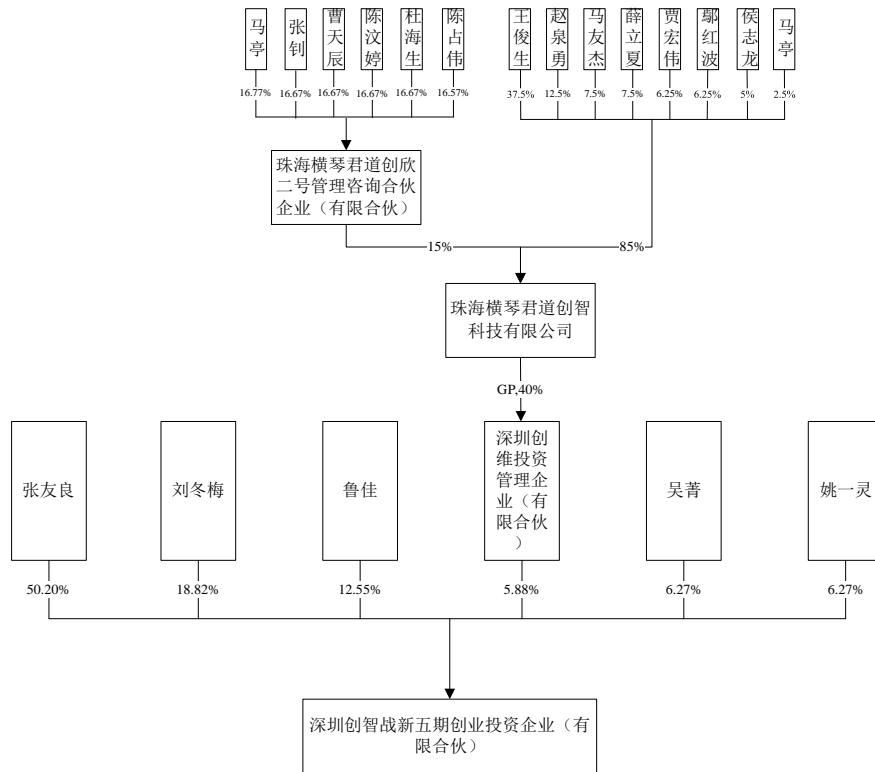 马亭
张钊
曹天辰
陈汶婷
杜海生
陈占伟
王俊生
赵泉勇
马友杰
薛立夏
贾宏伟
鄢红波
侯志龙
马亭
16.77%
16.67%
16.67%
16.67%
16.67%
16.57%
37.5%
12.5%
7.5%
7.5%
6.25%
6.25%
5%
2.5%
珠海横琴君道创欣
二号管理咨询合伙
企业（有限合伙）
15%
85%
珠海横琴君道创智
科技有限公司
GP,40%
张友良
刘冬梅
鲁佳
深圳创
维投资
管理企
业（有
限合伙
）
吴菁
姚一灵
50.20%
18.82%
12.55%
5.88%
6.27%
6.27%
深圳创智战新五期创业投资企业（有
限合伙）